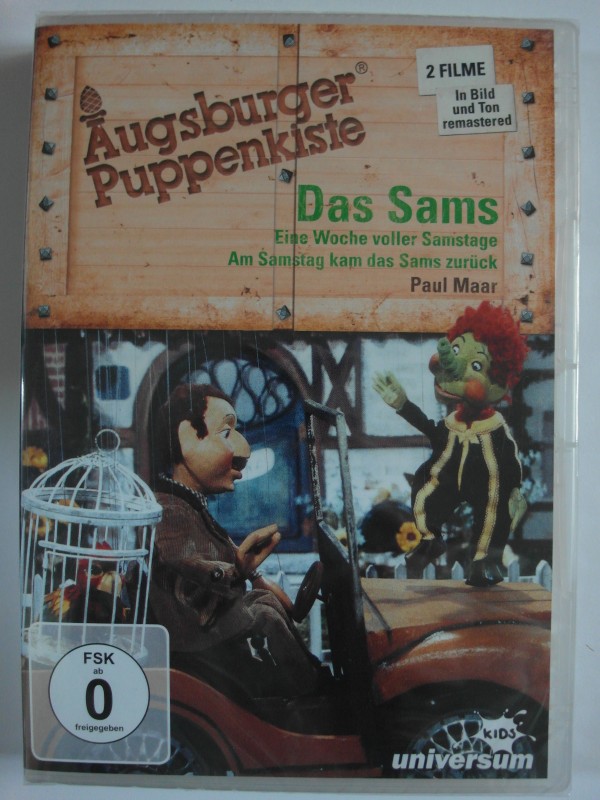 Augsburger®
Puppenkiste
2 FILME
In Bild
und Ton
remastered
Das Sams
Eine Woche voller Samstage
Am Samstag kam das Sams zurück
Paul Maar
FSK
ab
0
freigegeben
KIDS
universum